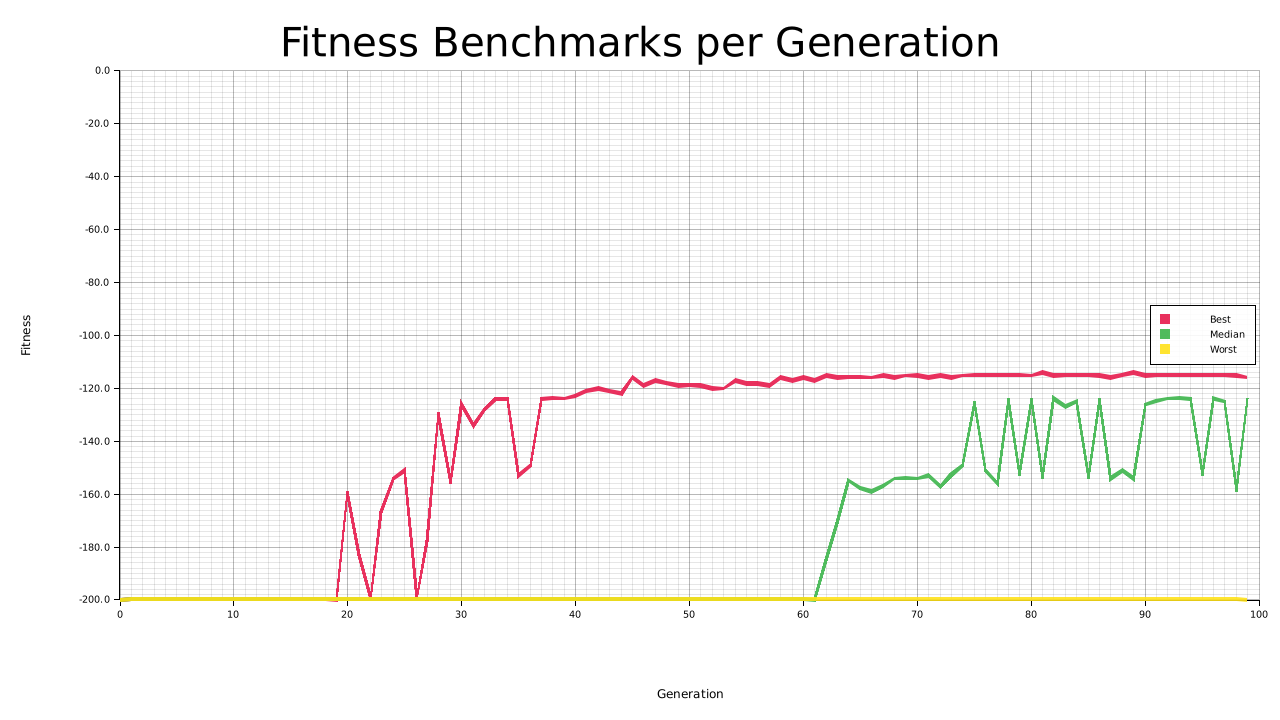 Fitness Benchmarks per Generation
0.0
-20.0
-40.0
-60.0
-80.0
-100.0
-120.0
-140.0
-160.0
-180.0
-200.0
Fitness
Best
Median
Worst
0 10 20 30 40 50 60 70 80 90 100
Generation